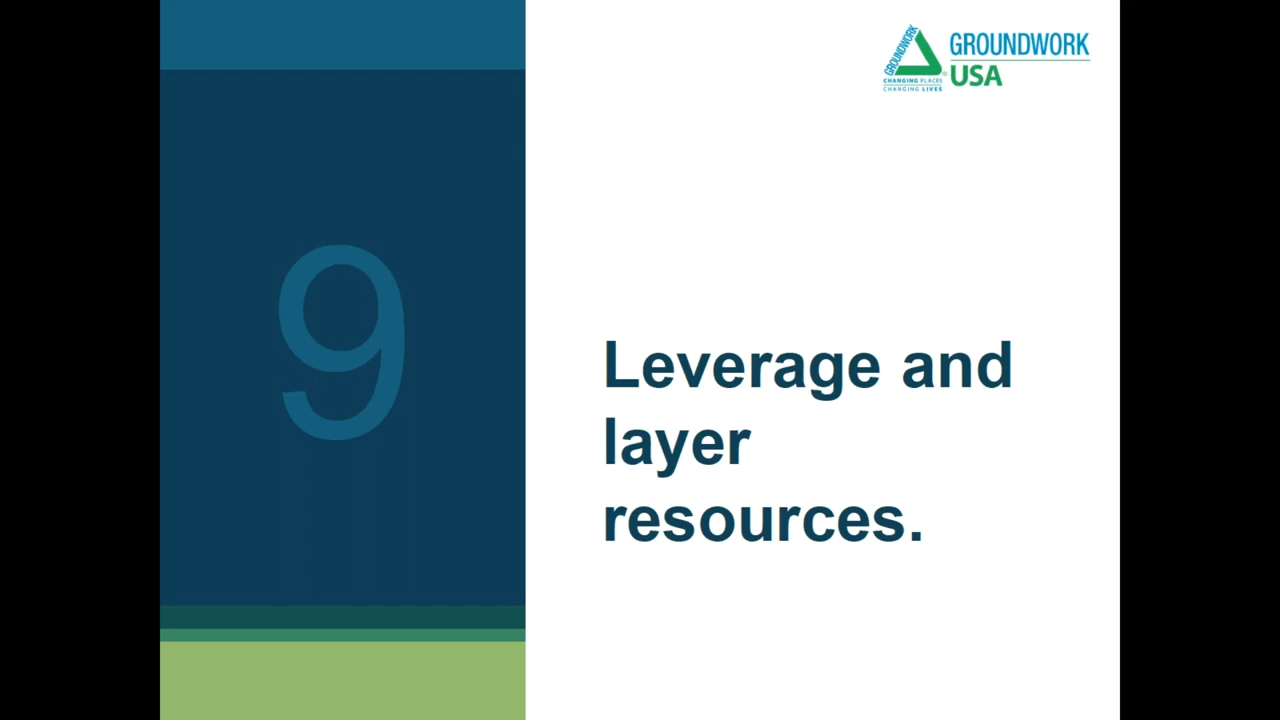 9
GROUNDWORK
CHANGING PLACES
CHANGING LIVES
GROUNDWORK
USA
Leverage and
layer
resources.